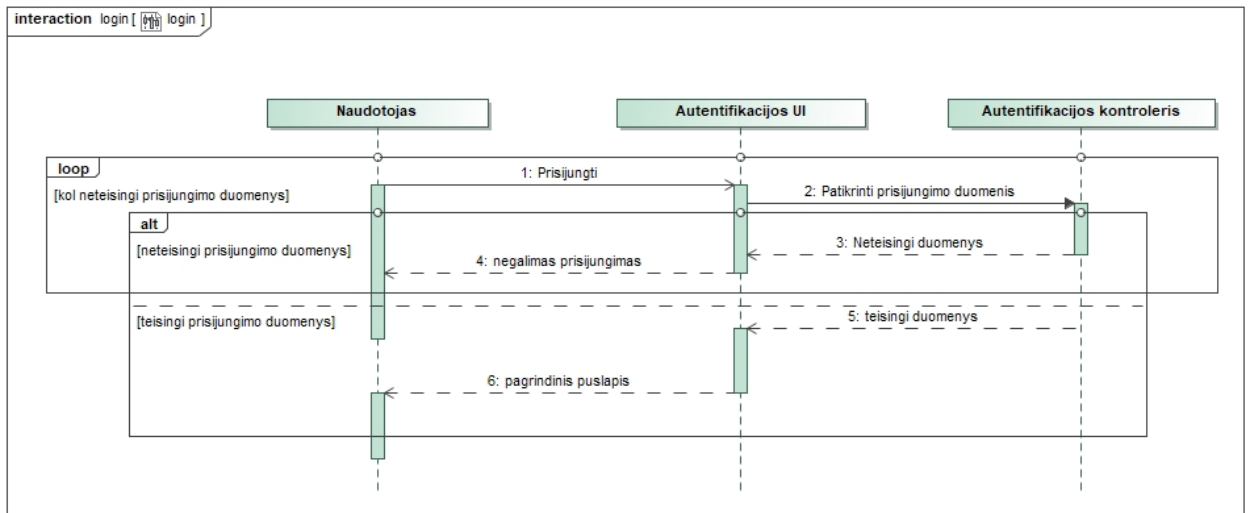 interaction login [ login ]
Naudotojas
Autentifikacijos UI
Autentifikacijos kontroleris
loop
1: Prisijungti
[kol neteisingi prisijungimo duomenys]
2: Patikrinti prisijungimo duomenis
alt
[neteisingi prisijungimo duomenys]
3: Neteisingi duomenys
4: negalimas prisijungimas
[teisingi prisijungimo duomenys]
5: teisingi duomenys
6: pagrindinis puslapis